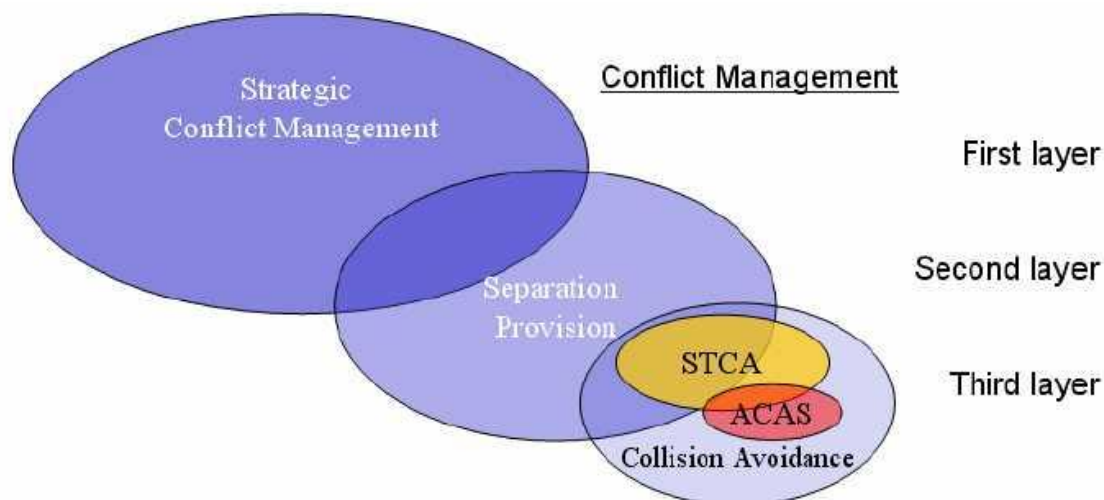 Conflict Management
Strategic
Conflict Management
First layer
Second layer
Separation
Provision
STCA
Third layer
ACAS
Collision Avoidance